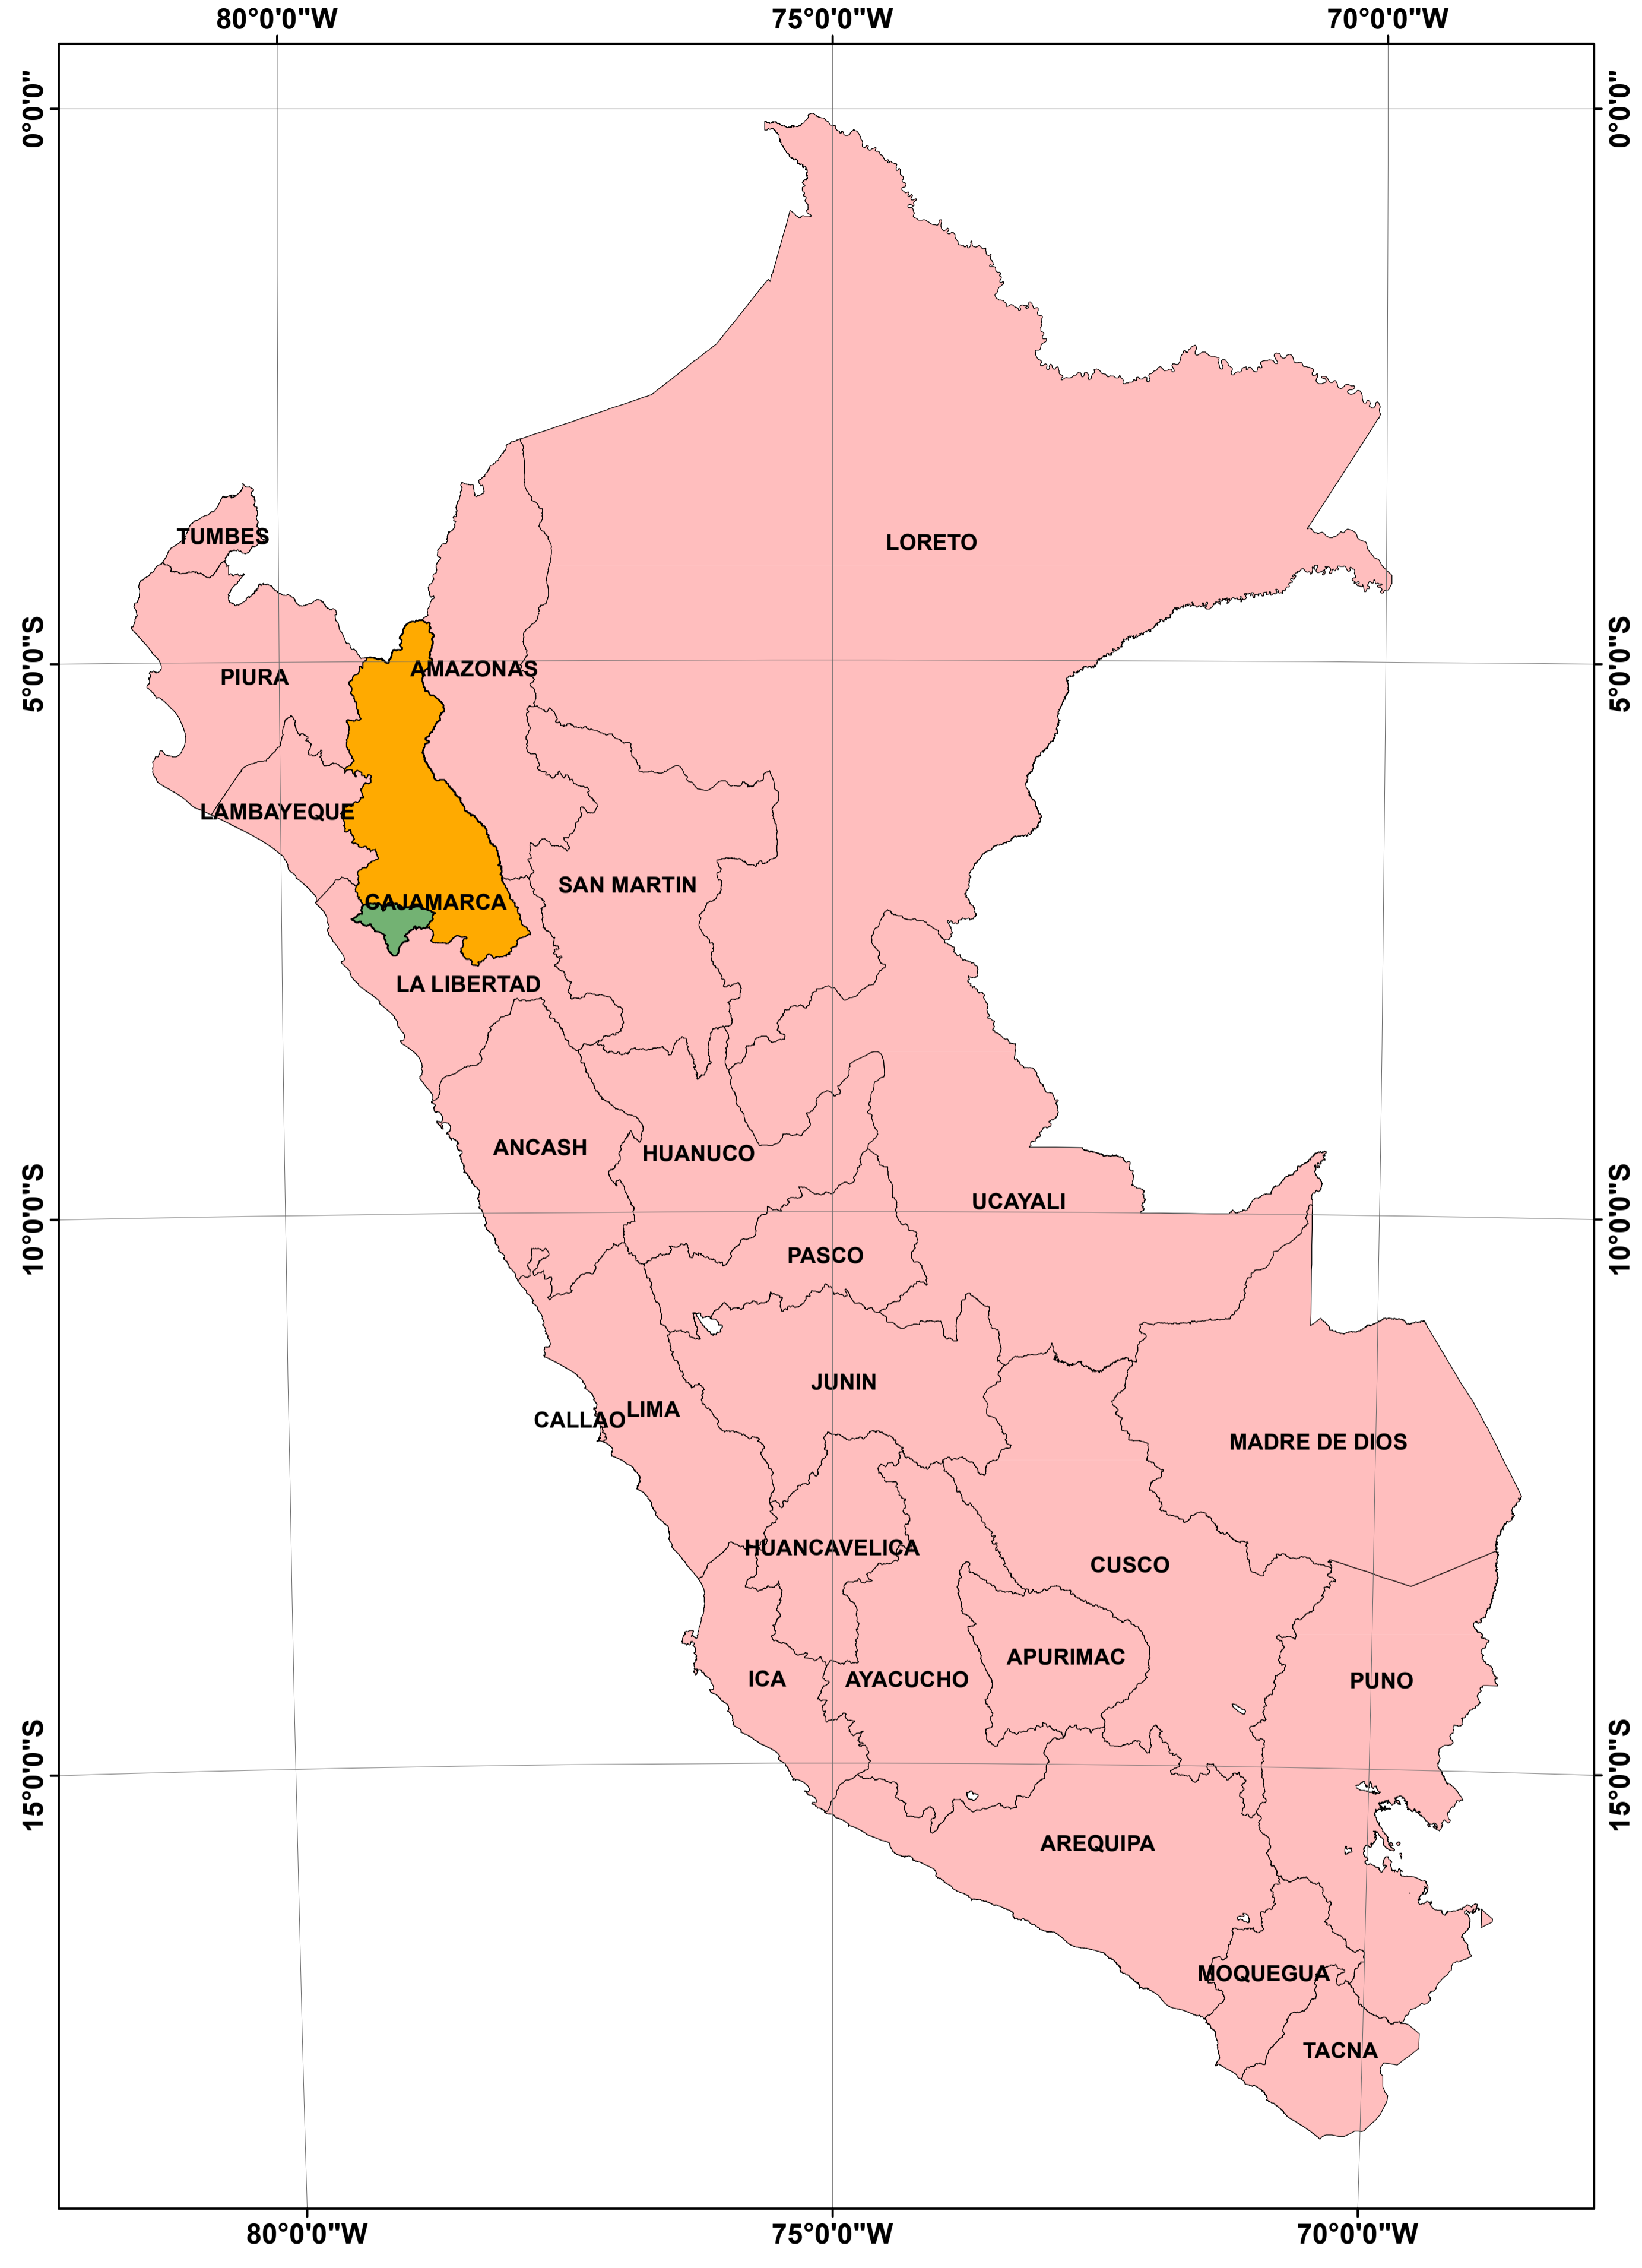 80°0'0"W
75°0'0"W
70°0'0"W
0°0'0"
0°0'0"
TUMBES
LORETO
5°0'0"S
PIURA
AMAZONAS
5°0'0"S
LAMBAYEQUE
SAN MARTIN
CAJAMARCA
LA LIBERTAD
ANCASH
HUANUCO
10°0'0"S
UCAYALI
10°0'0"S
PASCO
JUNIN
LIMA
CALLAO
MADRE DE DIOS
HUANCAVELICA
CUSCO
APURIMAC
ICA
AYACUCHO
PUNO
15°0'0"S
15°0'0"S
AREQUIPA
MOQUEGUA
TACNA
80°0'0"W
75°0'0"W
70°0'0"W